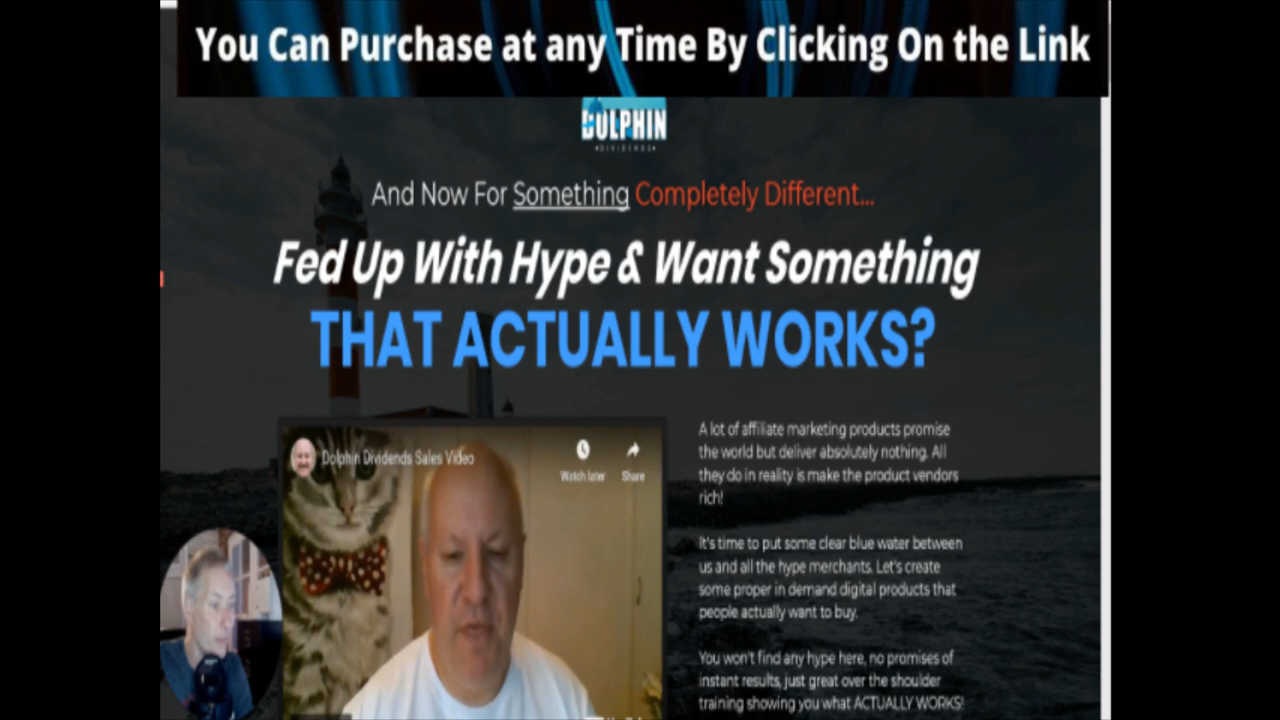 You Can Purchase at any Time By Clicking On the Link
DOLPHIN
DIVIDENDS
And Now For Something Completely Different...
Fed Up With Hype & Want Something
THAT ACTUALLY WORKS?
Dolphin Dividends Sales Video
Watch later
Share
A lot of affiliate marketing products promise
the world but deliver absolutely nothing. All
they do in reality is make the product vendors
rich!
It's time to put some clear blue water between
us and all the hype merchants. Let's create
some proper in demand digital products that
people actually want to buy.
You won't find any hype here, no promises of
instant results, just great over the shoulder
training showing you what ACTUALLY WORKS!